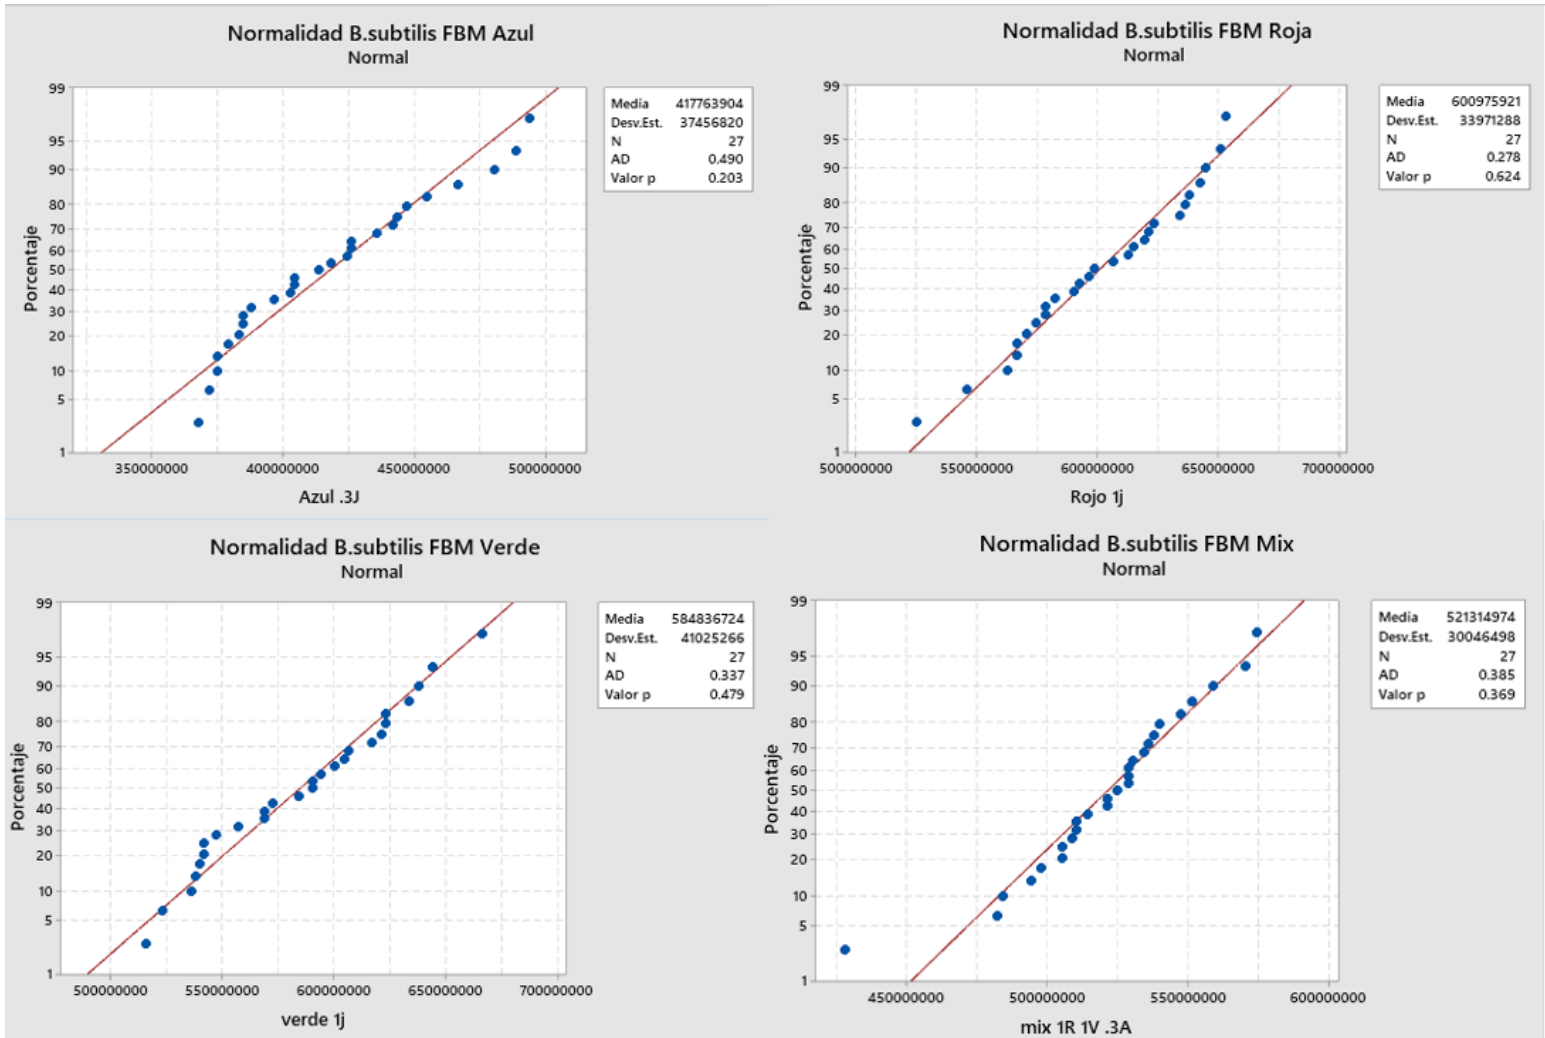 Normalidad B.subtilis FBM Azul
Normal
99
95
90
80
70
60
50
40
30
20
10
5
1
Porcentaje
350000000 400000000 450000000 500000000
Azul .3J
Media 417763904
Desv.Est. 37456820
N 27
AD 0.490
Valor p 0.203
Normalidad B.subtilis FBM Roja
Normal
99
95
90
80
70
60
50
40
30
20
10
5
1
Porcentaje
500000000 550000000 600000000 650000000 700000000
Rojo 1j
Media 600975921
Desv.Est. 33971288
N 27
AD 0.278
Valor p 0.624
Normalidad B.subtilis FBM Verde
Normal
99
95
90
80
70
60
50
40
30
20
10
5
1
Porcentaje
500000000 550000000 600000000 650000000 700000000
verde 1j
Media 584836724
Desv.Est. 41025266
N 27
AD 0.337
Valor p 0.479
Normalidad B.subtilis FBM Mix
Normal
99
95
90
80
70
60
50
40
30
20
10
5
1
Porcentaje
450000000 500000000 550000000 600000000
mix 1R 1V .3A
Media 521314974
Desv.Est. 30046498
N 27
AD 0.385
Valor p 0.369